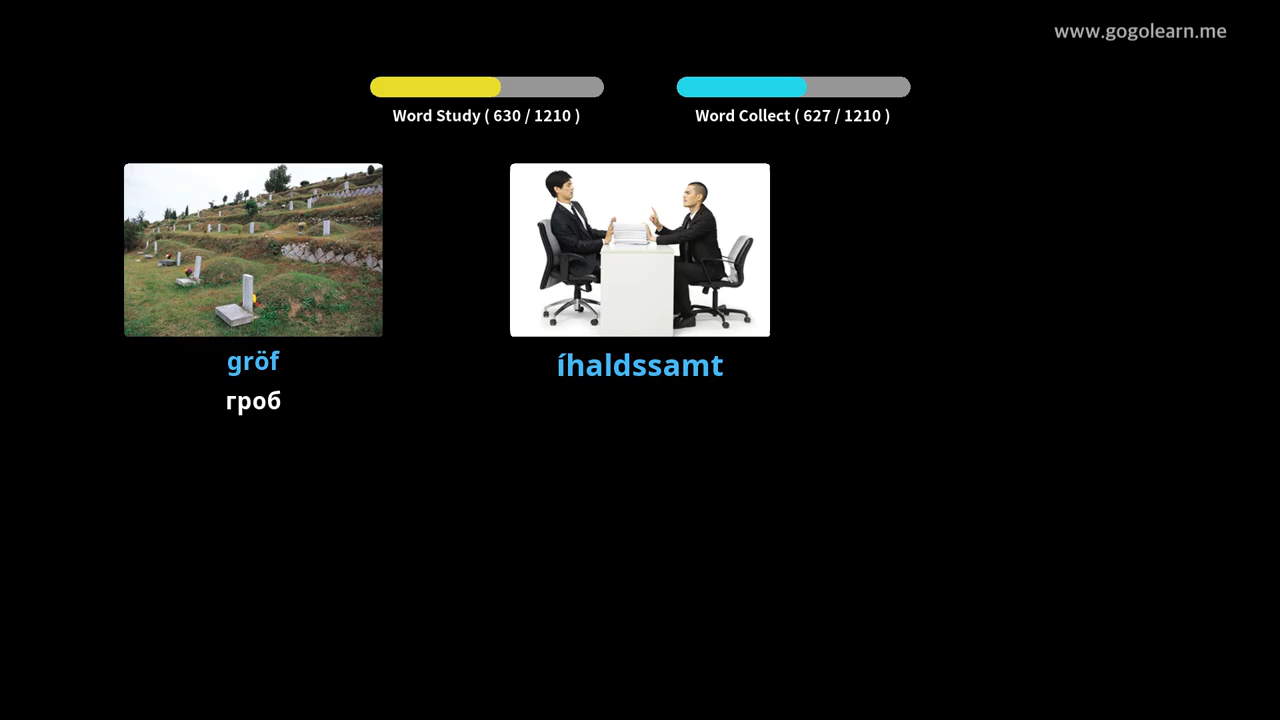 www.gogolearn.me
Word Study ( 630 / 1210 )
Word Collect ( 627 / 1210 )
gröf
гроб
íhaldssamt